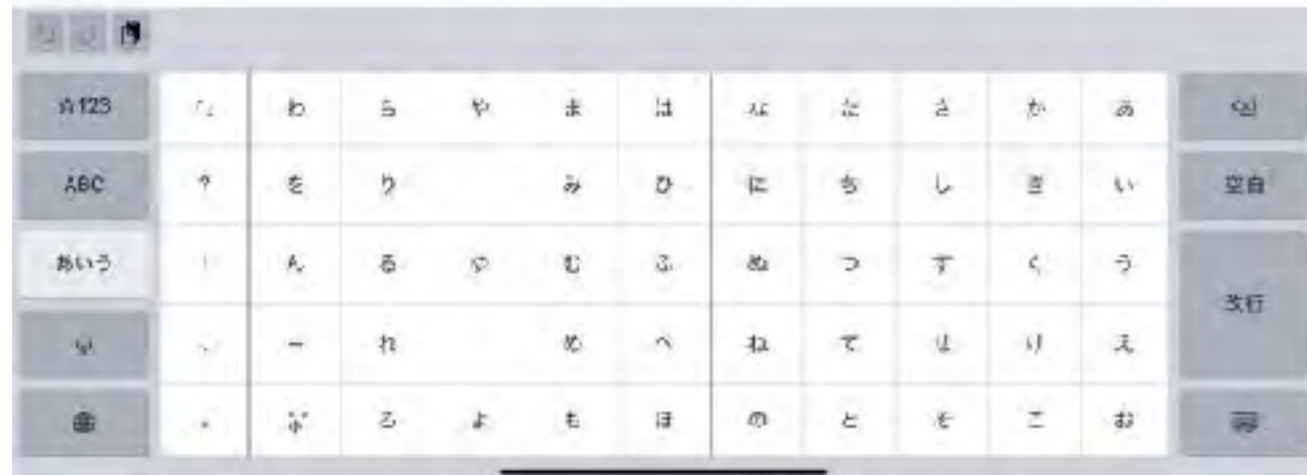 ☆123 わ らやまは なたさかあ
ABC ? をり みひ にちしきい 空白
あいう ! んるゆむふ ぬつすくう 改行
、 ー れ めへ ねてせけえ
。 ろよもほ のとそこお